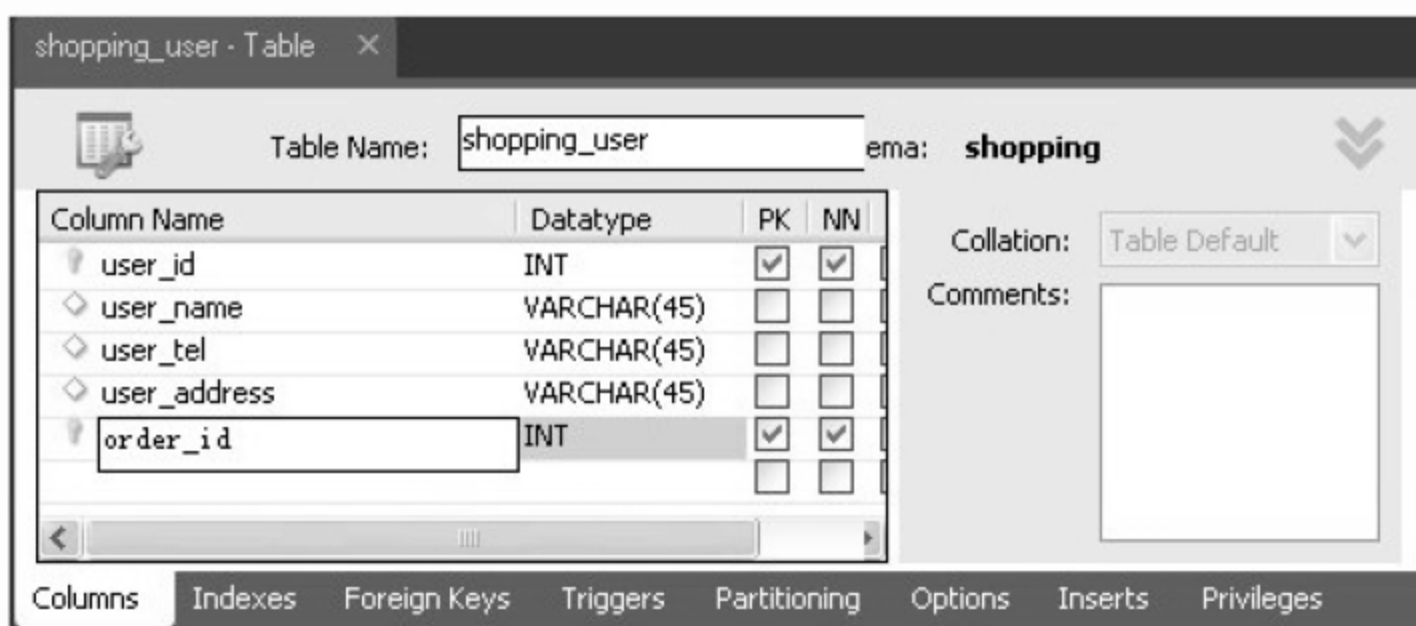 shopping_user - Table ×
Table Name: shopping_user ema: shopping
Column Name Datatype PK NN
user_id INT
user_name VARCHAR(45)
user_tel VARCHAR(45)
user_address VARCHAR(45)
order_id INT
Collation: Table Default
Comments:
Columns Indexes Foreign Keys Triggers Partitioning Options Inserts Privileges